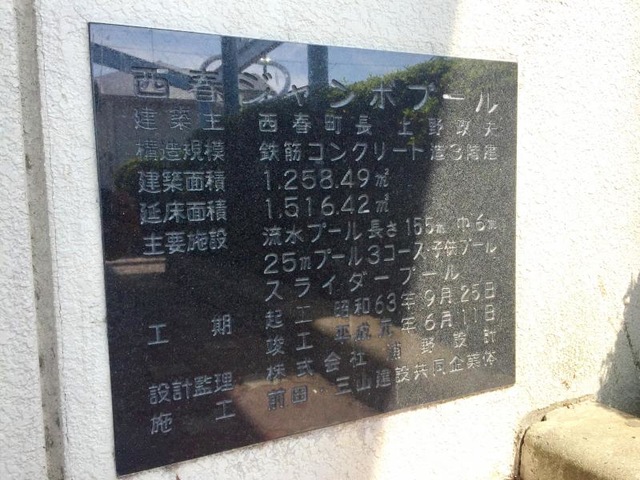 西春ジャンボプール
建築主 西春町長 上野政夫
構造規模 鉄筋コンクリート造3階建
建築面積 1,258.49㎡
延床面積 1,516.42㎡
主要施設 流水プール 長さ155m 巾6m
25mプール3コース 子供プール
スライダープール
工期 起工 昭和63年9月25日
竣工 平成元年6月11日
設計監理 株式会社 浦野設計
施工 前田 三山建設共同企業体